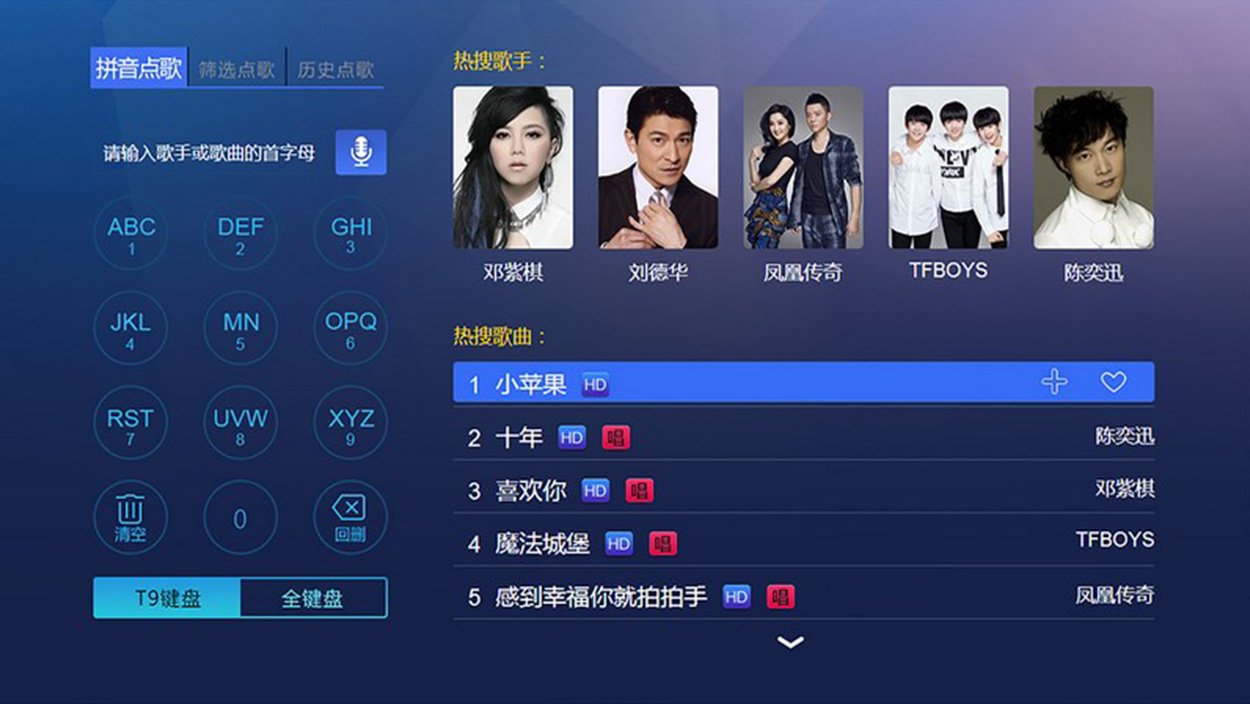 拼音点歌 筛选点歌 历史点歌
请输入歌手或歌曲的首字母
ABC DEF GHI
1 2 3
JKL MN OPQ
4 5 6
RST UVW XYZ
7 8 9
清空 0 回删
T9键盘 全键盘
热搜歌手：
邓紫棋 刘德华 凤凰传奇 TFBOYS 陈奕迅
热搜歌曲：
1 小苹果 HD
2 十年 HD 唱 陈奕迅
3 喜欢你 HD 唱 邓紫棋
4 魔法城堡 HD 唱 TFBOYS
5 感到幸福你就拍拍手 HD 唱 凤凰传奇